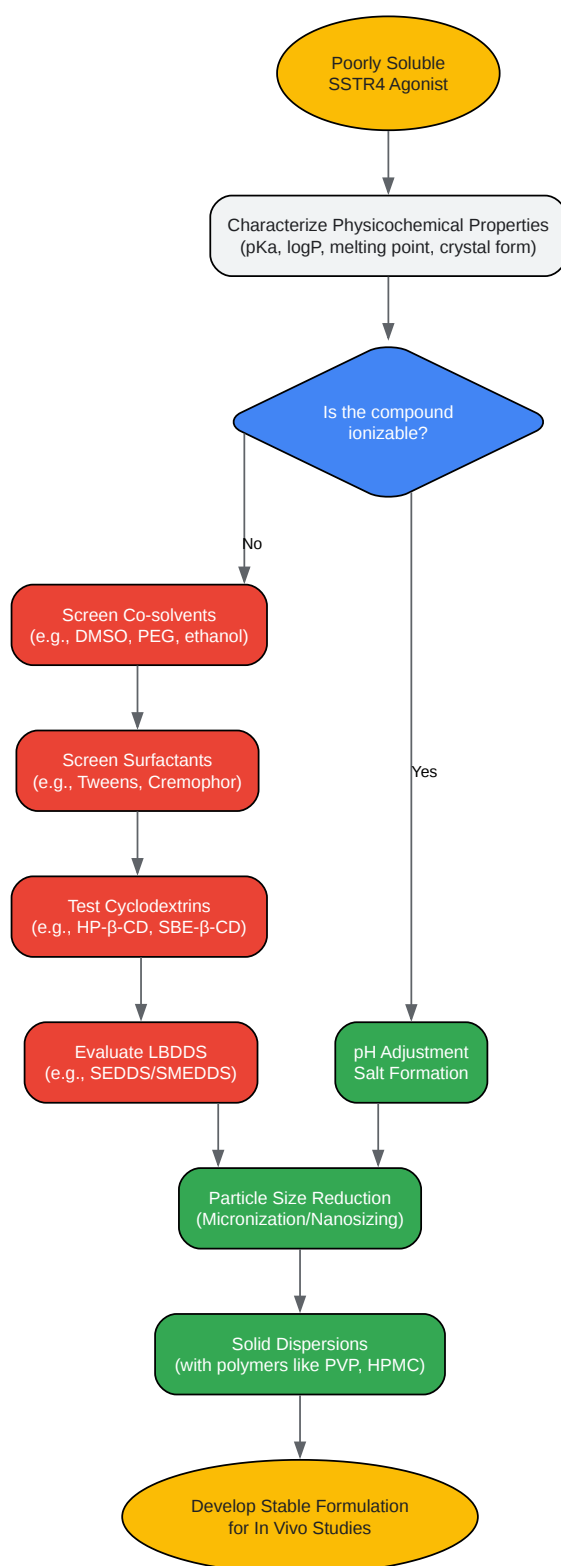 Poorly Soluble
SSTR4 Agonist
Characterize Physicochemical Properties
(pKa, logP, melting point, crystal form)
Is the compound
ionizable?
No
Screen Co-solvents
(e.g., DMSO, PEG, ethanol)
Screen Surfactants
(e.g., Tweens, Cremophor)
Yes
Test Cyclodextrins
(e.g., HP-β-CD, SBE-β-CD)
Evaluate LBDDS
(e.g., SEDDS/SMEDDS)
pH Adjustment
Salt Formation
Particle Size Reduction
(Micronization/Nanosizing)
Solid Dispersions
(with polymers like PVP, HPMC)
Develop Stable Formulation
for In Vivo Studies